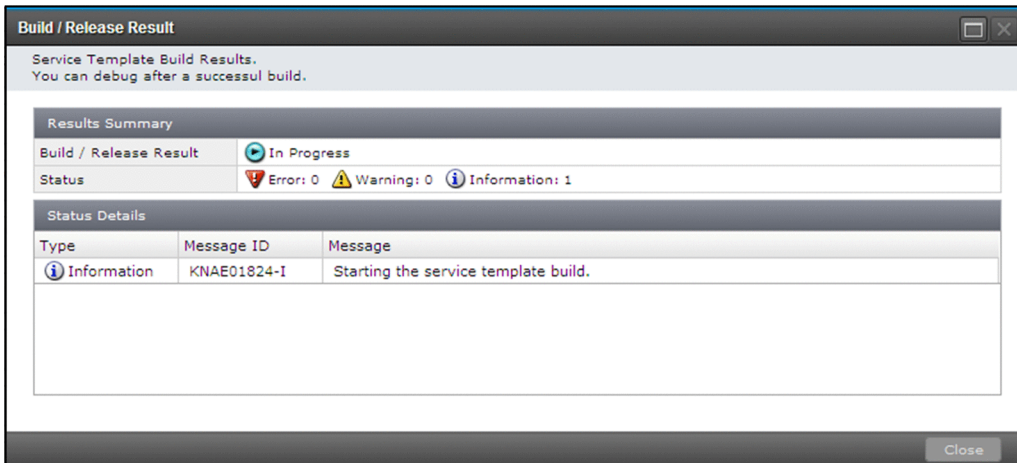 Build / Release Result
Service Template Build Results.
You can debug after a successul build.
Results Summary
Build / Release Result In Progress
Status Error: 0 Warning: 0 Information: 1
Status Details
Type Message ID Message
Information KNAE01824-I Starting the service template build.
Close